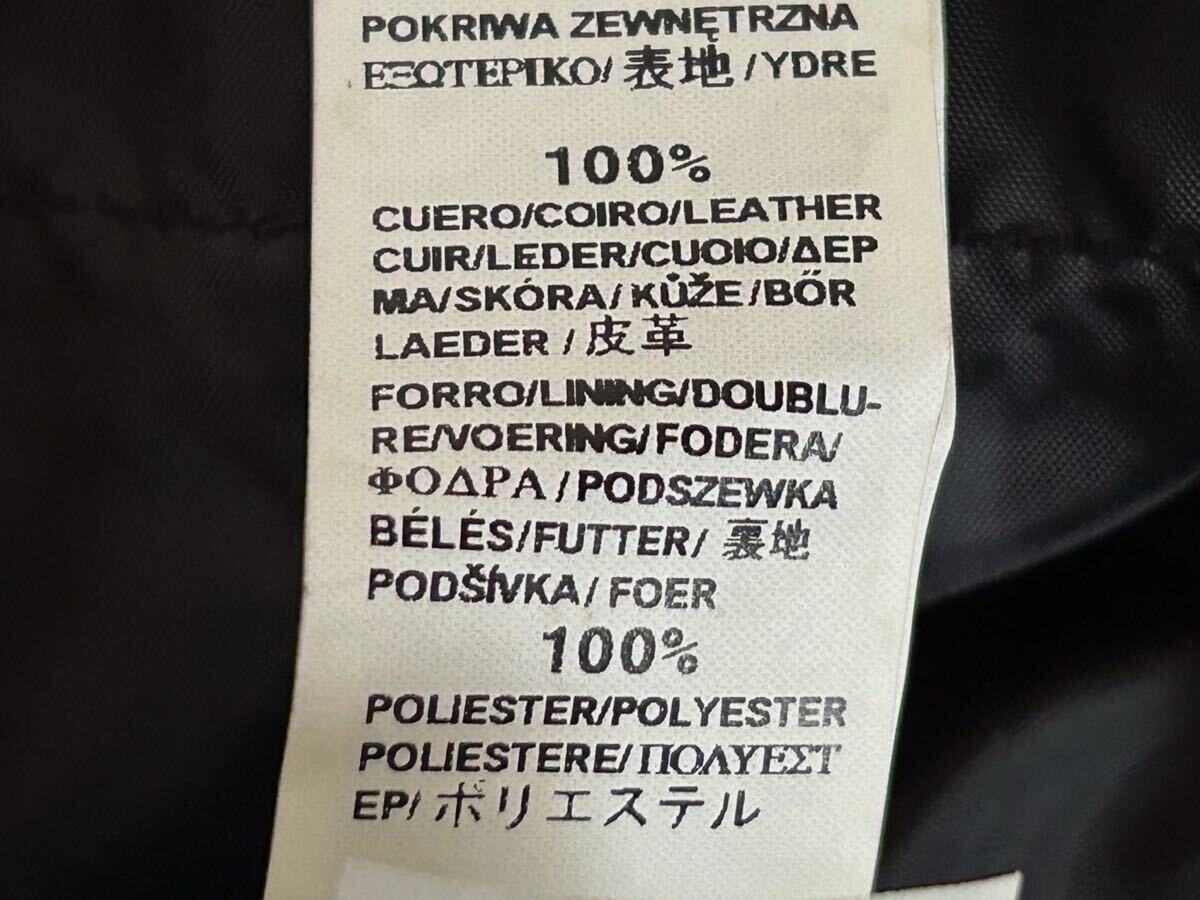 POKRIWA ZEWNĘTRZNA
ΕΞΩΤΕΡΙΚΟ/ 表地 /YDRE
100%
CUERO/COIRO/LEATHER
CUIR/LEDER/CUOIO/ΔΕΡ
MA/SKÓRA/KŮŽE/BŐR
LAEDER / 皮革
FORRO/LINING/DOUBLU-
RE/VOERING/FODERA/
ΦΟΔΡΑ /PODSZEWKA
BÉLÉS/FUTTER/ 裏地
PODŠÍVKA/ FOER
100%
POLIESTER/POLYESTER
POLIESTERE/ΠΟΛΥΕΣΤ
ΕΡ/ ポリエステル